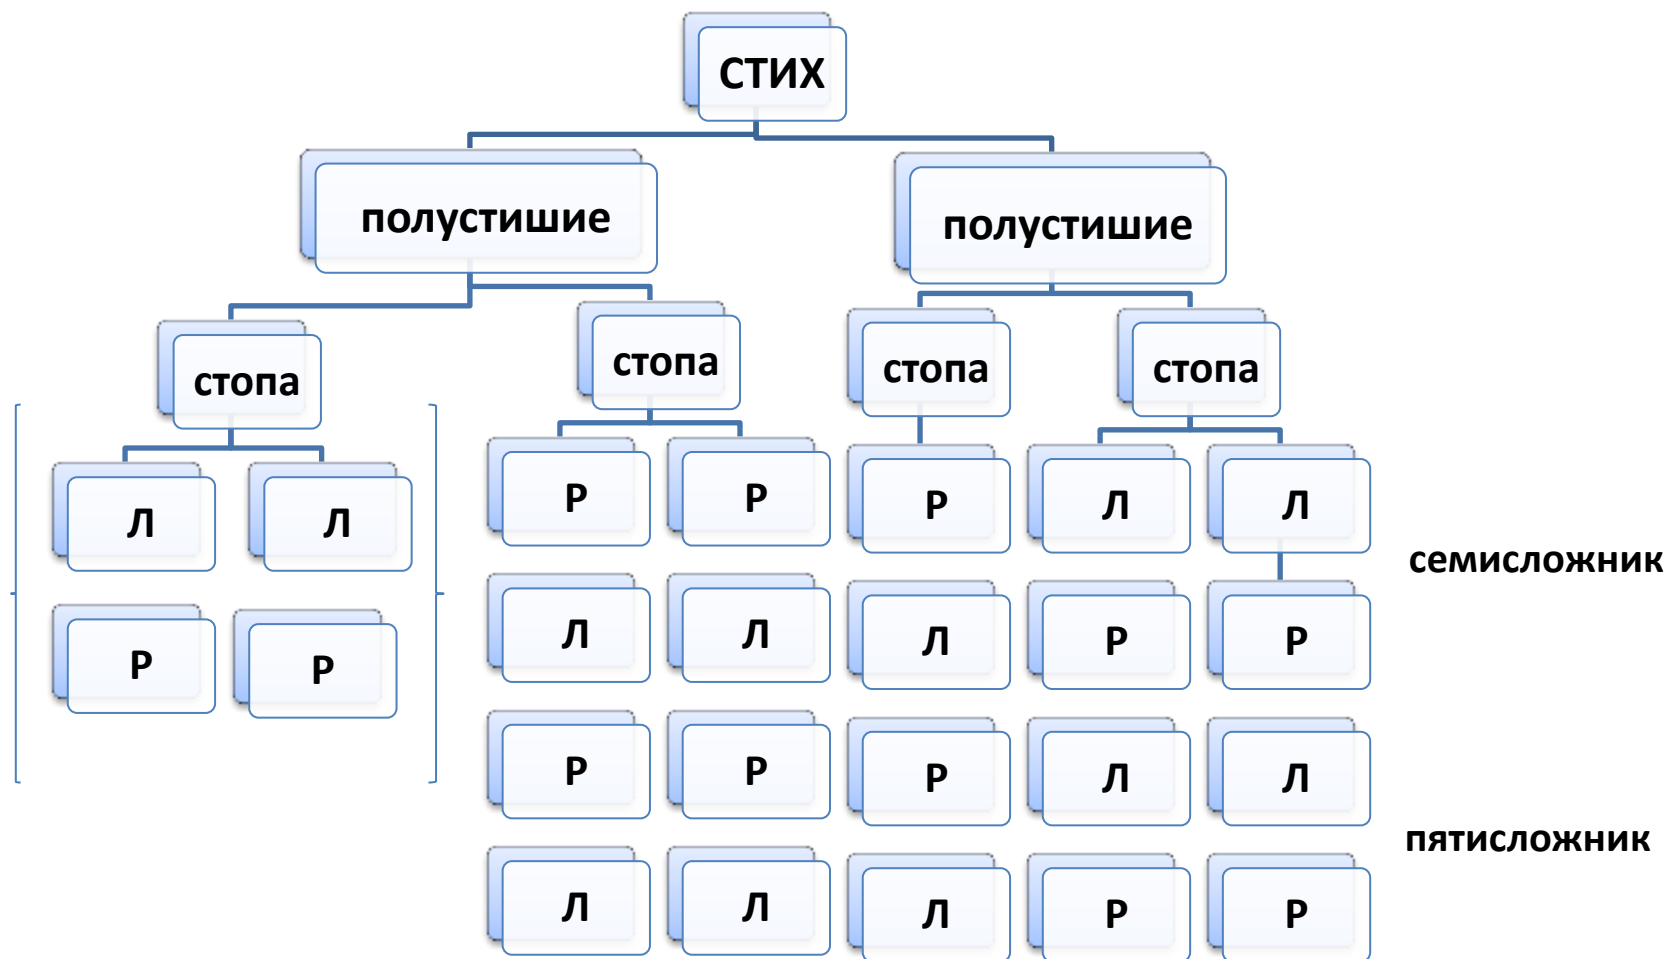 СТИХ
полустишие полустишие
стопа стопа стопа стопа
Л Л Р Р Р Л Л
семисложник
Р Р Л Л Л Р Р
Р Р Р Л Л
пятисложник
Л Л Л Р Р